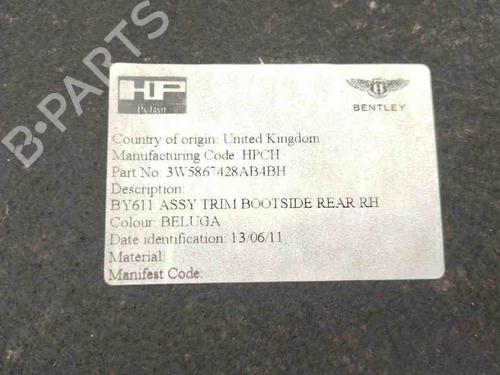 B-PARTS
HP
Pelzer
BENTLEY
Country of origin: United Kingdom
Manufacturing Code: HPCH
Part No: 3W5867428AB4BH
Description:
BY611 ASSY TRIM BOOTSIDE REAR RH
Colour: BELUGA
Date identification: 13/06/11
Material:
Manifest Code: